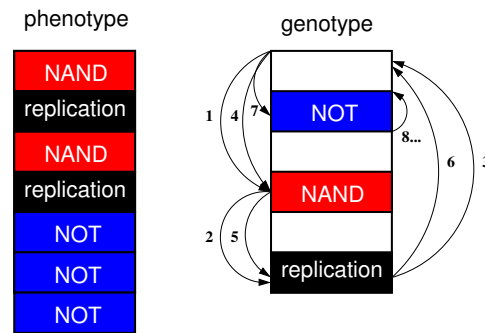 phenotype
NAND
replication
NAND
replication
NOT
NOT
NOT
genotype
1
4
7
NOT
8...
6
3
NAND
2
5
replication